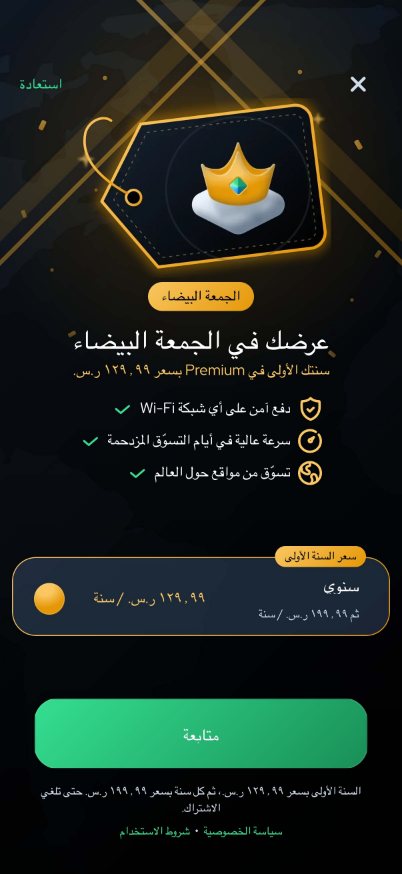 استعادة
الجمعة البيضاء
عرضك في الجمعة البيضاء
سنتك الأولى في Premium بسعر ١٢٩,٩٩ ر.س.
دفع آمن على أي شبكة Wi-Fi
سرعة عالية في أيام التسوّق المزدحمة
تسوّق من مواقع حول العالم
سعر السنة الأولى
سنوي
ثم ١٩٩,٩٩ ر.س. / سنة
١٢٩,٩٩ ر.س. / سنة
متابعة
السنة الأولى بسعر ١٢٩,٩٩ ر.س.، ثم كل سنة بسعر ١٩٩,٩٩ ر.س. حتى تلغي
الاشتراك.
سياسة الخصوصية • شروط الاستخدام